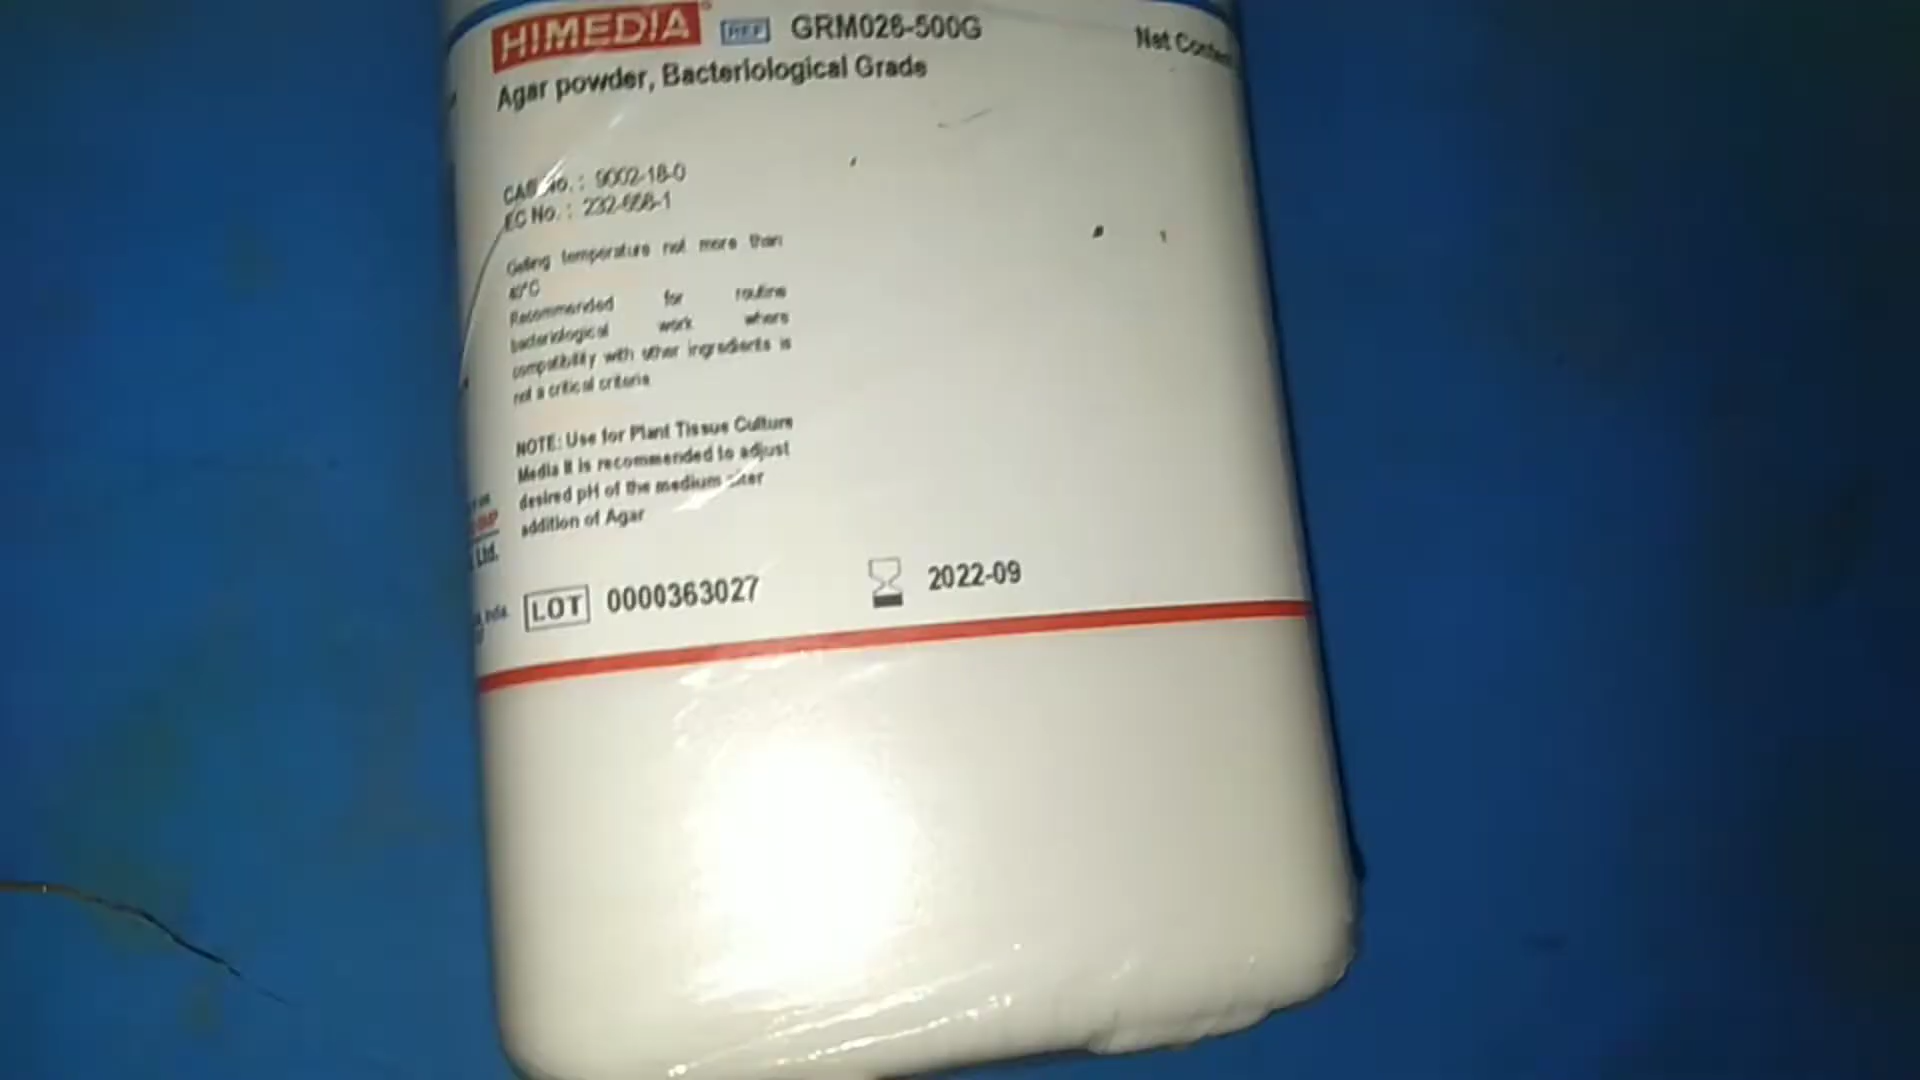 HIMEDIA REF GRM026-500G Net Content
Agar powder, Bacteriological Grade
CAS No. : 9002-18-0
EC No. : 232-658-1
Gelling temperature not more than
40°C
Recommended for routine
bacteriological work where
compatibility with other ingredients is
not a critical criteria
NOTE: Use for Plant Tissue Culture
Media It is recommended to adjust
desired pH of the medium after
addition of Agar
Ltd.
LOT 0000363027 2022-09